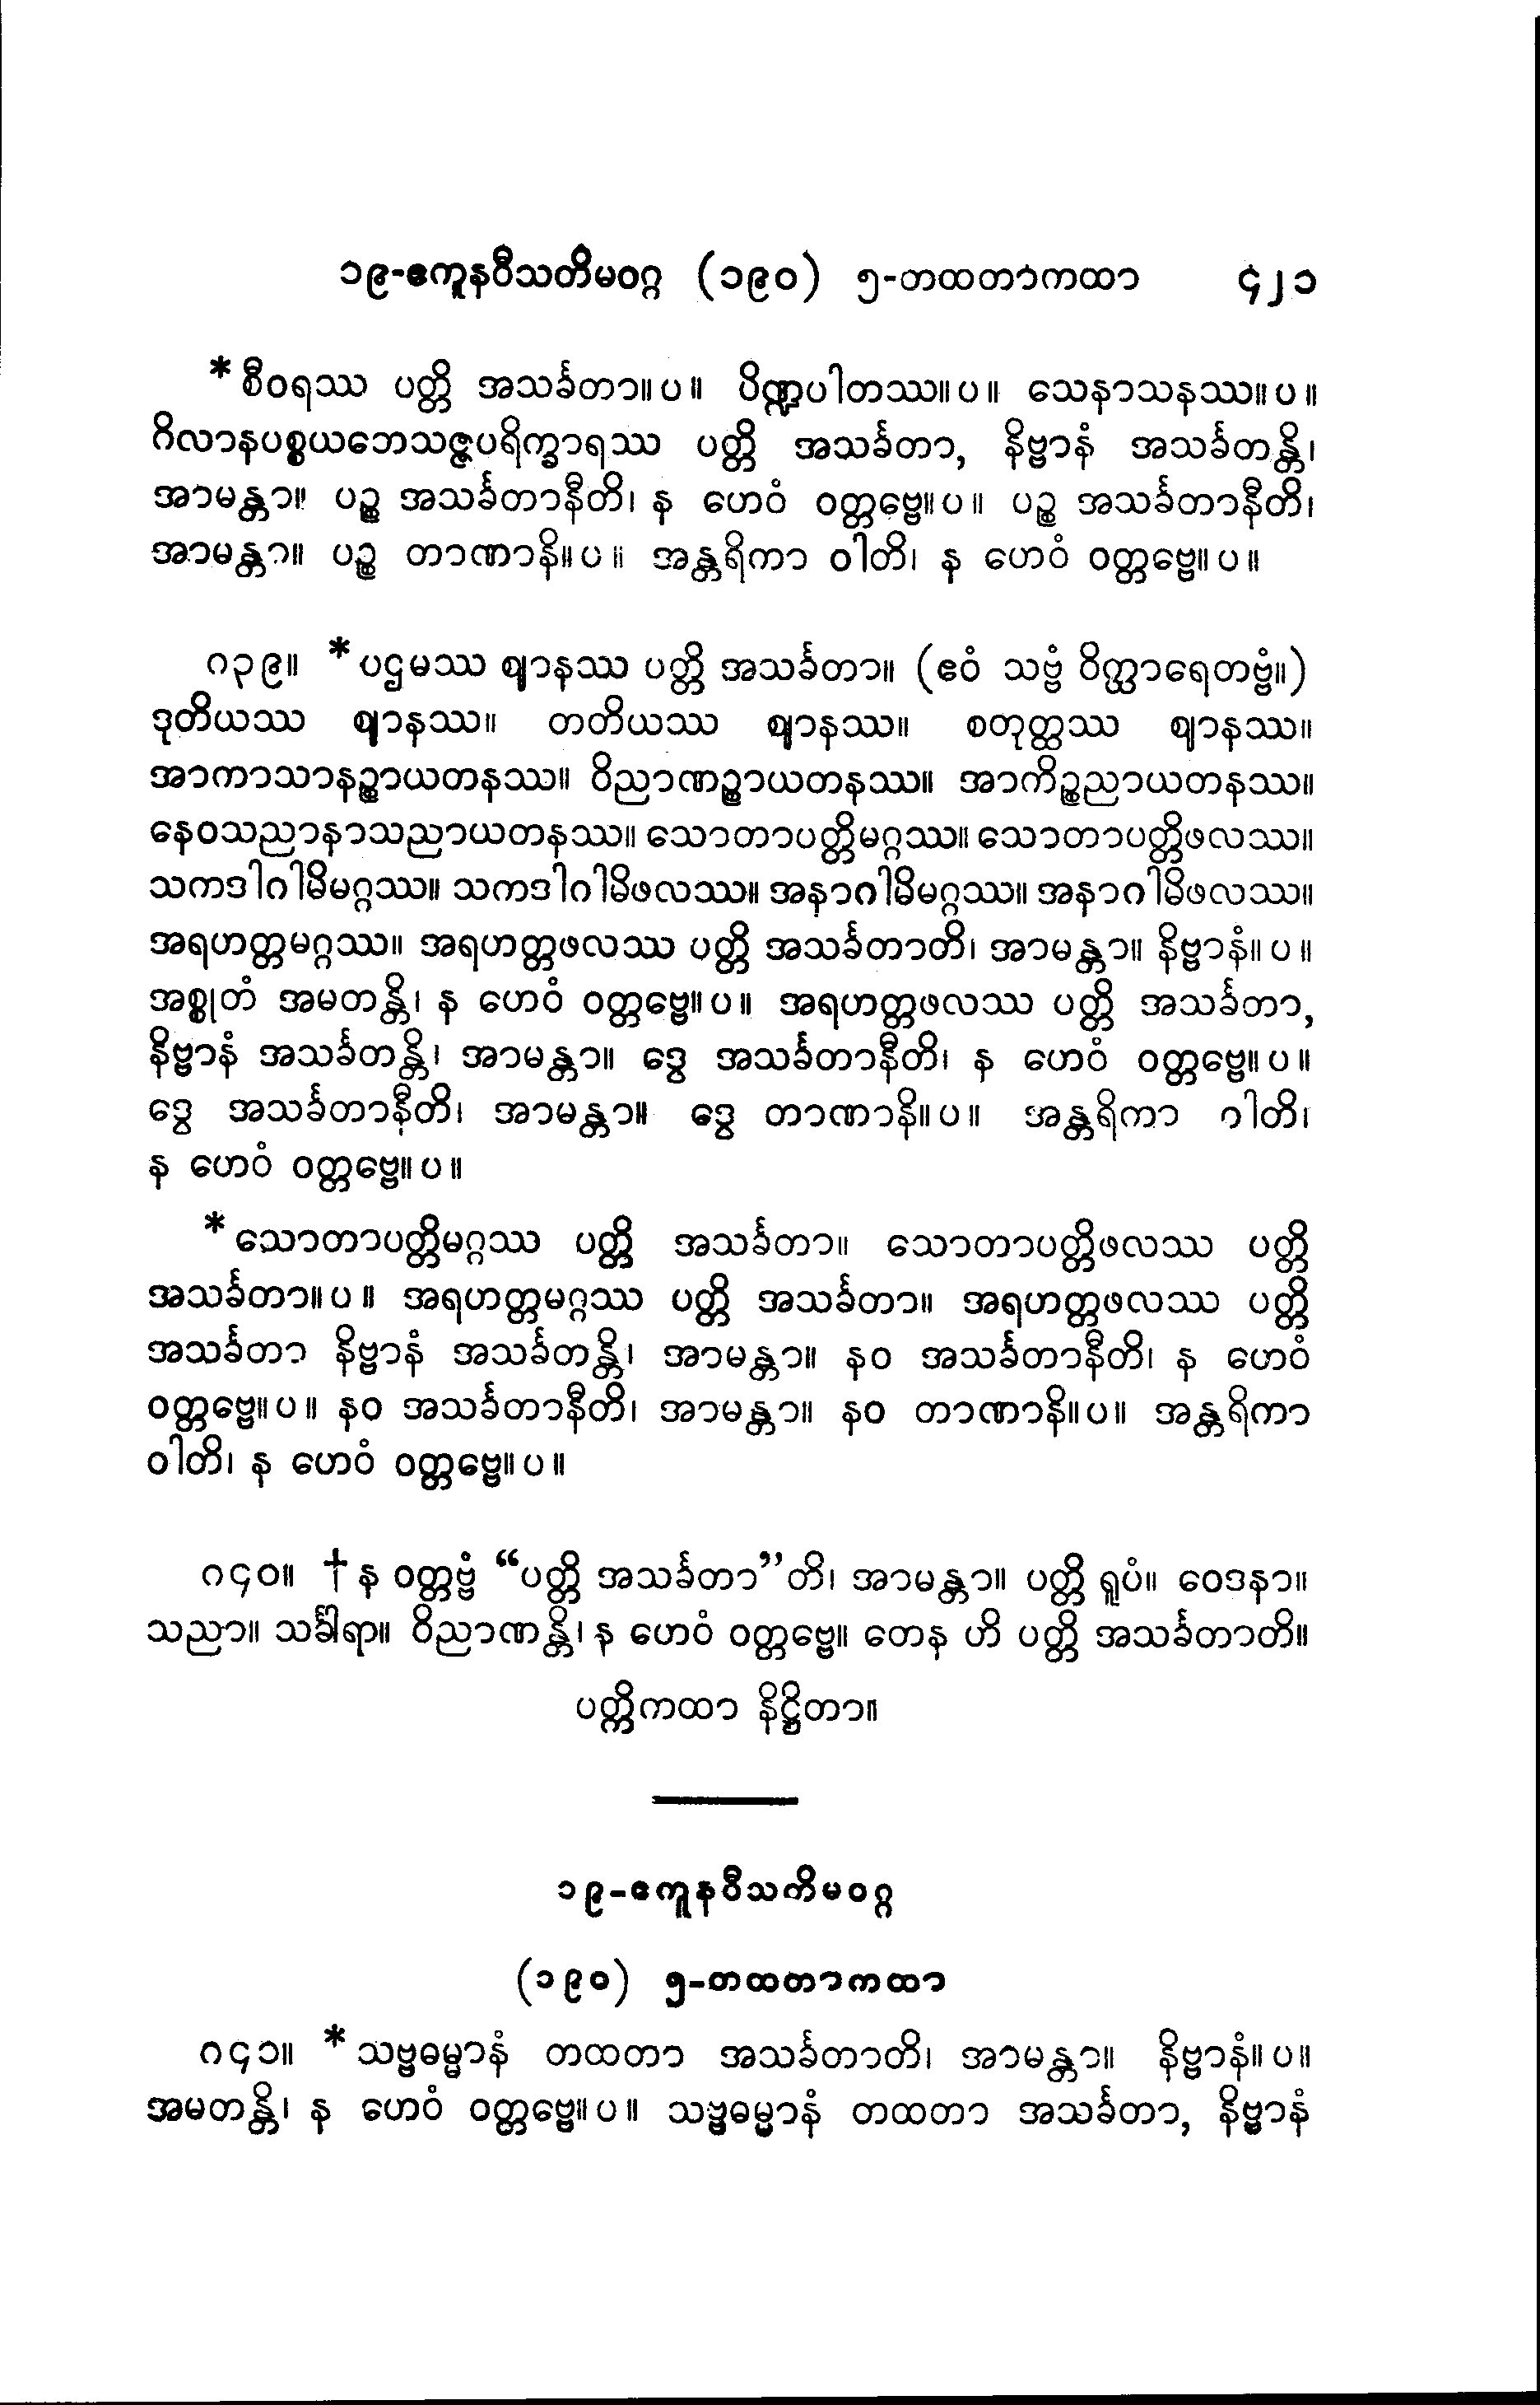 ၁၉-ဧကူနဝီသတိမဝဂ္ဂ (၁၉၀) ၅-တထတာကထာ ၄၂၁
*စီဝရဿ ပတ္တိ အသင်္ခတာ။ပ။ ပိဏ္ဍပါတဿ။ပ။ သေနာသနဿ။ပ။
ဂိလာနပစ္စယဘေသဇ္ဇပရိက္ခာရဿ ပတ္တိ အသင်္ခတာ, နိဗ္ဗာနံ အသင်္ခတန္တိ၊
အာမန္တာ။ ပဉ္စ အသင်္ခတာနီတိ၊ န ဟေဝံ ဝတ္တဗ္ဗေ။ပ။ ပဉ္စ အသင်္ခတာနီတိ၊
အာမန္တာ။ ပဉ္စ တာဏာနိ။ပ။ အန္တရိကာ ဝါတိ၊ န ဟေဝံ ဝတ္တဗ္ဗေ။ပ။
၈၃၉။ *ပဌမဿ ဈာနဿ ပတ္တိ အသင်္ခတာ။ (ဧဝံ သဗ္ဗံ ဝိတ္ထာရေတဗ္ဗံ။)
ဒုတိယဿ ဈာနဿ။ တတိယဿ ဈာနဿ။ စတုတ္ထဿ ဈာနဿ။
အာကာသာနဉ္စာယတနဿ။ ဝိညာဏဉ္စာယတနဿ။ အာကိဉ္စညာယတနဿ။
နေဝသညာနာသညာယတနဿ။ သောတာပတ္တိမဂ္ဂဿ။ သောတာပတ္တိဖလဿ။
သကဒါဂါမိမဂ္ဂဿ။ သကဒါဂါမိဖလဿ။ အနာဂါမိမဂ္ဂဿ။ အနာဂါမိဖလဿ။
အရဟတ္တမဂ္ဂဿ။ အရဟတ္တဖလဿ ပတ္တိ အသင်္ခတာတိ၊ အာမန္တာ။ နိဗ္ဗာနံ။ပ။
အစ္စုတံ အမတန္တိ၊ န ဟေဝံ ဝတ္တဗ္ဗေ။ပ။ အရဟတ္တဖလဿ ပတ္တိ အသင်္ခတာ,
နိဗ္ဗာနံ အသင်္ခတန္တိ၊ အာမန္တာ။ ဒွေ အသင်္ခတာနီတိ၊ န ဟေဝံ ဝတ္တဗ္ဗေ။ပ။
ဒွေ အသင်္ခတာနီတိ၊ အာမန္တာ။ ဒွေ တာဏာနိ။ပ။ အန္တရိကာ ဝါတိ၊
န ဟေဝံ ဝတ္တဗ္ဗေ။ပ။
*သောတာပတ္တိမဂ္ဂဿ ပတ္တိ အသင်္ခတာ။ သောတာပတ္တိဖလဿ ပတ္တိ
အသင်္ခတာ။ပ။ အရဟတ္တမဂ္ဂဿ ပတ္တိ အသင်္ခတာ။ အရဟတ္တဖလဿ ပတ္တိ
အသင်္ခတာ နိဗ္ဗာနံ အသင်္ခတန္တိ၊ အာမန္တာ။ နဝ အသင်္ခတာနီတိ၊ န ဟေဝံ
ဝတ္တဗ္ဗေ။ပ။ နဝ အသင်္ခတာနီတိ၊ အာမန္တာ။ နဝ တာဏာနိ။ပ။ အန္တရိကာ
ဝါတိ၊ န ဟေဝံ ဝတ္တဗ္ဗေ။ပ။
၈၄၀။ †န ဝတ္တဗ္ဗံ “ပတ္တိ အသင်္ခတာ”တိ၊ အာမန္တာ။ ပတ္တိ ရူပံ။ ဝေဒနာ။
သညာ။ သင်္ခါရာ။ ဝိညာဏန္တိ၊ န ဟေဝံ ဝတ္တဗ္ဗေ။ တေန ဟိ ပတ္တိ အသင်္ခတာတိ။
ပတ္တိကထာ နိဋ္ဌိတာ။
၁၉-ဧကူနဝီသတိမဝဂ္ဂ
(၁၉၀) ၅-တထတာကထာ
၈၄၁။ *သဗ္ဗဓမ္မာနံ တထတာ အသင်္ခတာတိ၊ အာမန္တာ။ နိဗ္ဗာနံ။ပ။
အမတန္တိ၊ န ဟေဝံ ဝတ္တဗ္ဗေ။ပ။ သဗ္ဗဓမ္မာနံ တထတာ အသင်္ခတာ, နိဗ္ဗာနံ